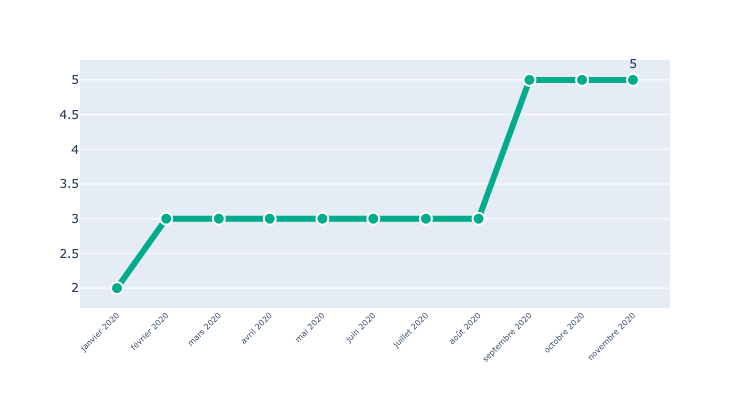 5
5
4.5
4
3.5
3
2.5
2
janvier 2020
février 2020
mars 2020
avril 2020
mai 2020
juin 2020
juillet 2020
août 2020
septembre 2020
octobre 2020
novembre 2020